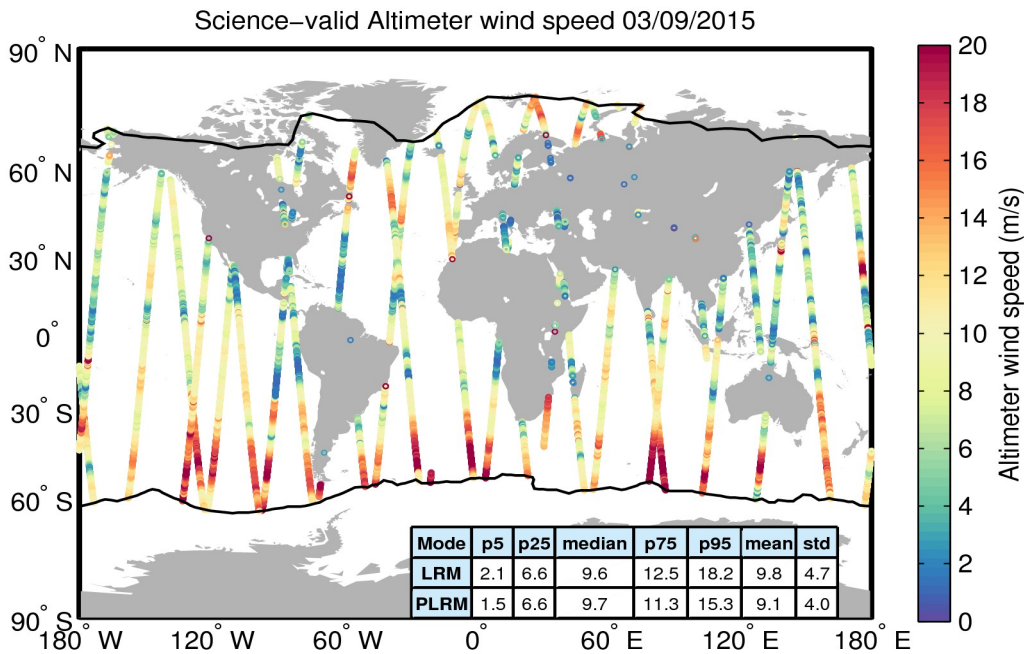 Science-valid Altimeter wind speed 03/09/2015
90° N
60° N
30° N
0°
30° S
60° S
90° S
180° W
120° W
60° W
0°
60° E
120° E
180° E
Mode p5 p25 median p75 p95 mean std
LRM 2.1 6.6 9.6 12.5 18.2 9.8 4.7
PLRM 1.5 6.6 9.7 11.3 15.3 9.1 4.0
20
18
16
14
12
10
8
6
4
2
0
Altimeter wind speed (m/s)